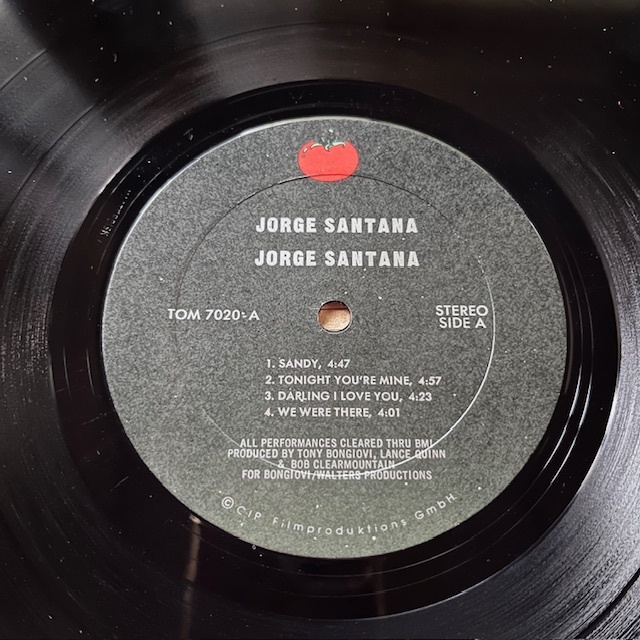 JORGE SANTANA
JORGE SANTANA
TOM 7020-A
STEREO
SIDE A
1. SANDY, 4:47
2. TONIGHT YOU'RE MINE, 4:57
3. DARLING I LOVE YOU, 4:23
4. WE WERE THERE, 4:01
ALL PERFORMANCES CLEARED THRU BMI
PRODUCED BY TONY BONGIOVI, LANCE QUINN
& BOB CLEARMOUNTAIN
FOR BONGIOVI/WALTERS PRODUCTIONS
©CIP Filmproduktions GmbH.